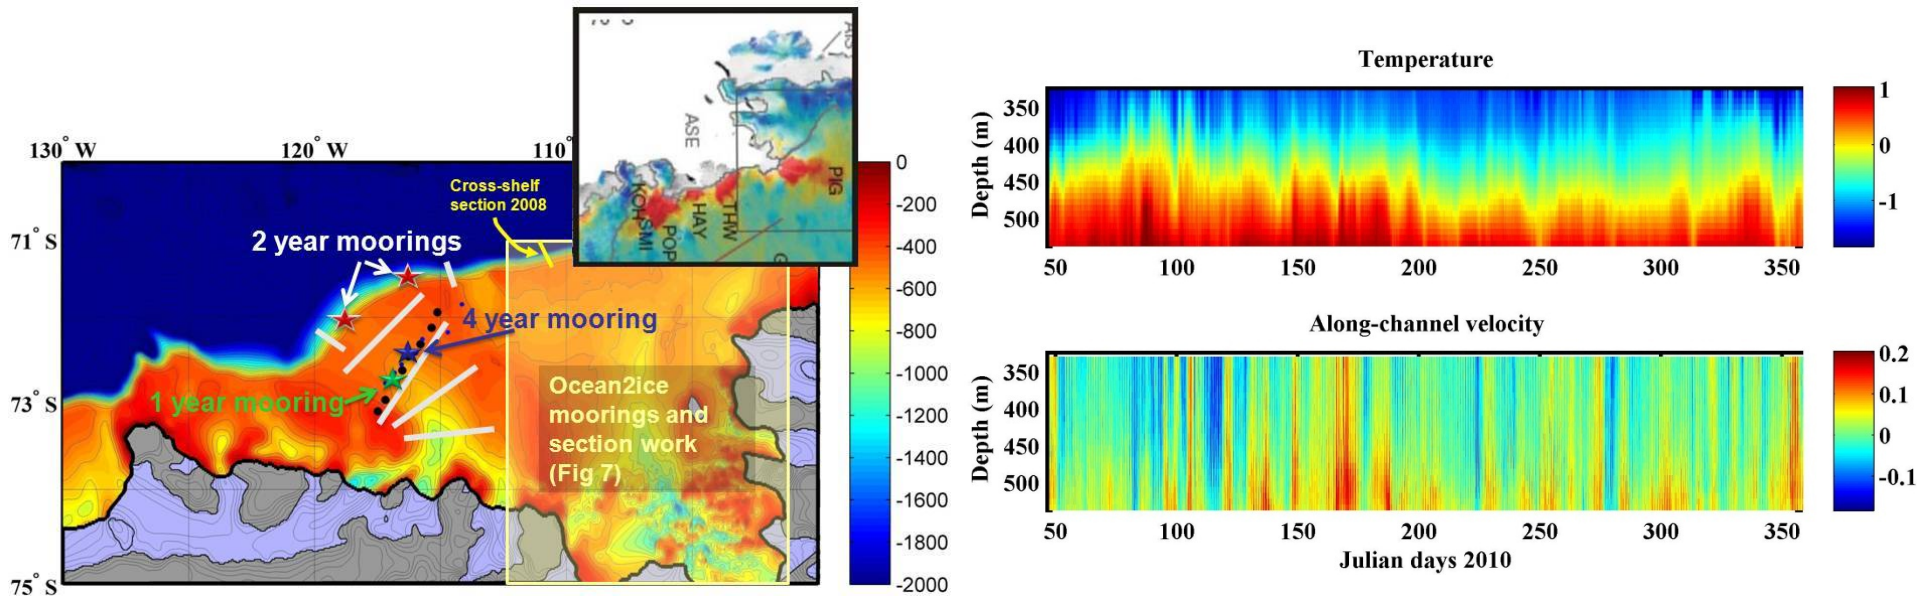 130° W
120° W
110°
71° S
73° S
75° S
Cross-shelf
section 2008
2 year moorings
4 year mooring
1 year mooring
Ocean2ice
moorings and
section work
(Fig 7)
0
-200
-400
-600
-800
-1000
-1200
-1400
-1600
-1800
-2000
ASE
PIG
THW
HAY
POP
SMI
KOH
G
Temperature
Depth (m)
350
400
450
500
50
100
150
200
250
300
350
1
0
-1
Along-channel velocity
Depth (m)
350
400
450
500
50
100
150
200
250
300
350
Julian days 2010
0.2
0.1
0
-0.1